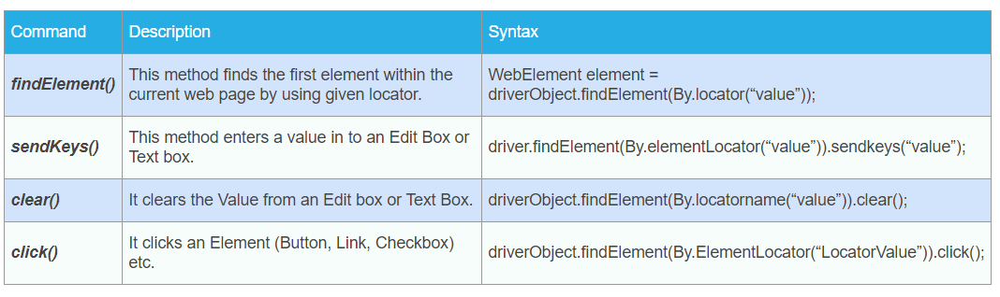 Command Description Syntax
findElement() This method finds the first element within the
current web page by using given locator.
WebElement element =
driverObject.findElement(By.locator(“value”));
sendKeys() This method enters a value in to an Edit Box or
Text box.
driver.findElement(By.elementLocator(“value”)).sendkeys(“value”);
clear() It clears the Value from an Edit box or Text Box. driverObject.findElement(By.locatorname(“value”)).clear();
click() It clicks an Element (Button, Link, Checkbox)
etc.
driverObject.findElement(By.ElementLocator(“LocatorValue”)).click();